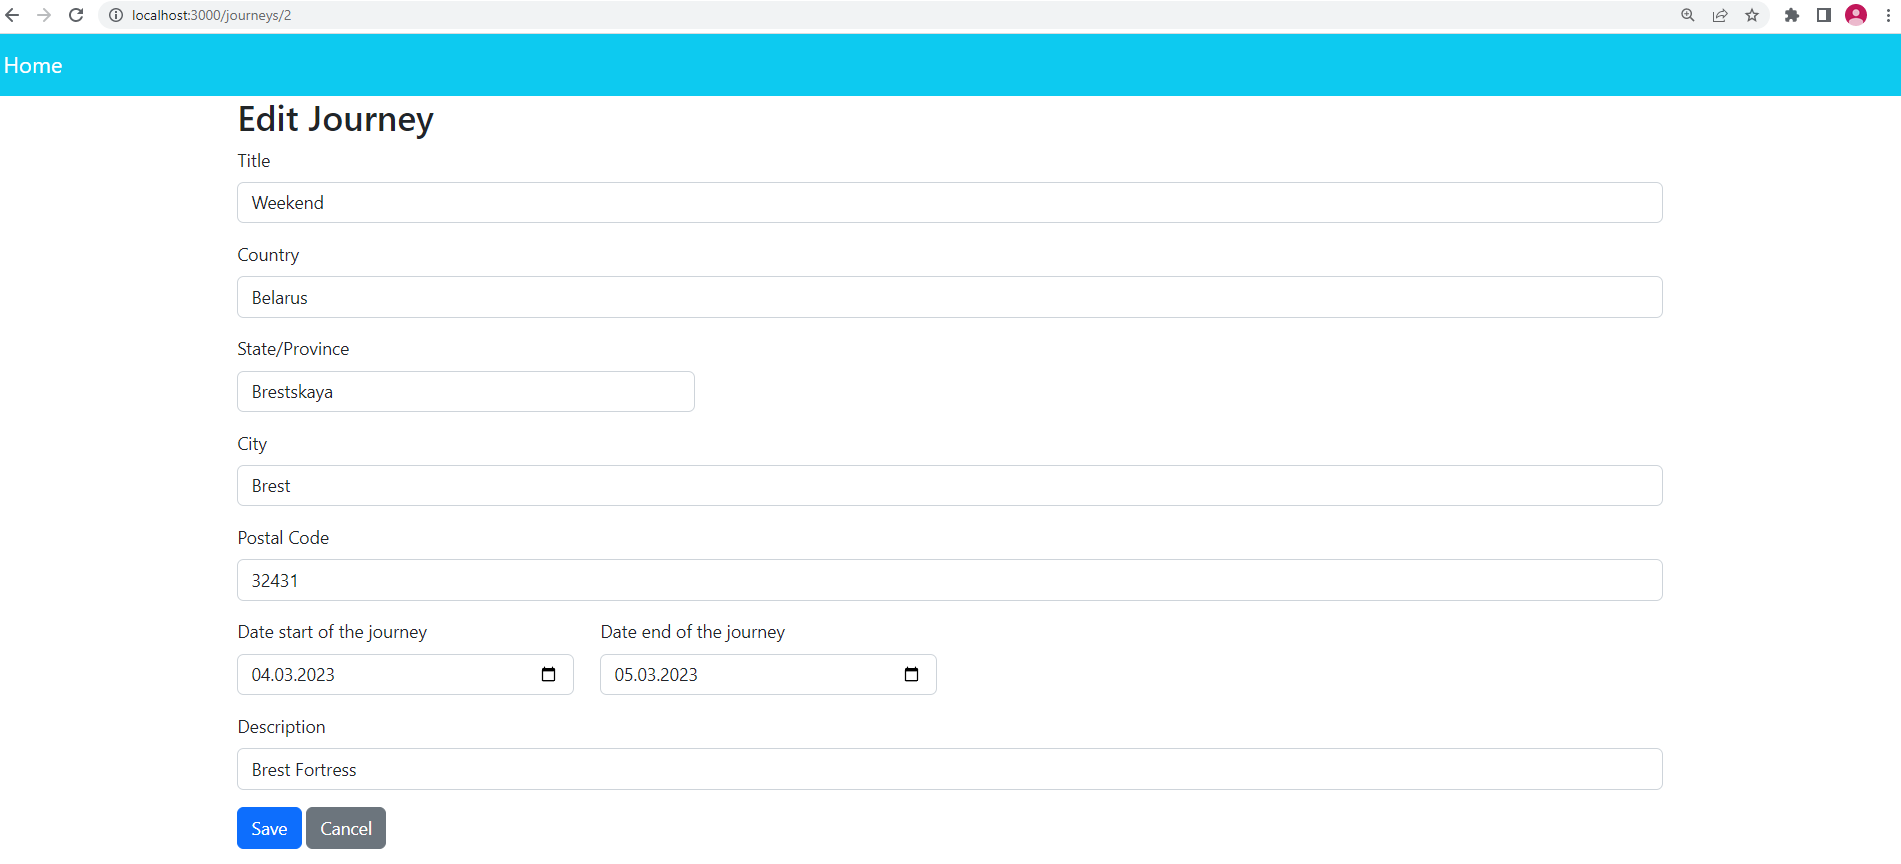 localhost:3000/journeys/2
Home
Edit Journey
Title
Weekend
Country
Belarus
State/Province
Brestskaya
City
Brest
Postal Code
32431
Date start of the journey Date end of the journey
04.03.2023 05.03.2023
Description
Brest Fortress
Save Cancel